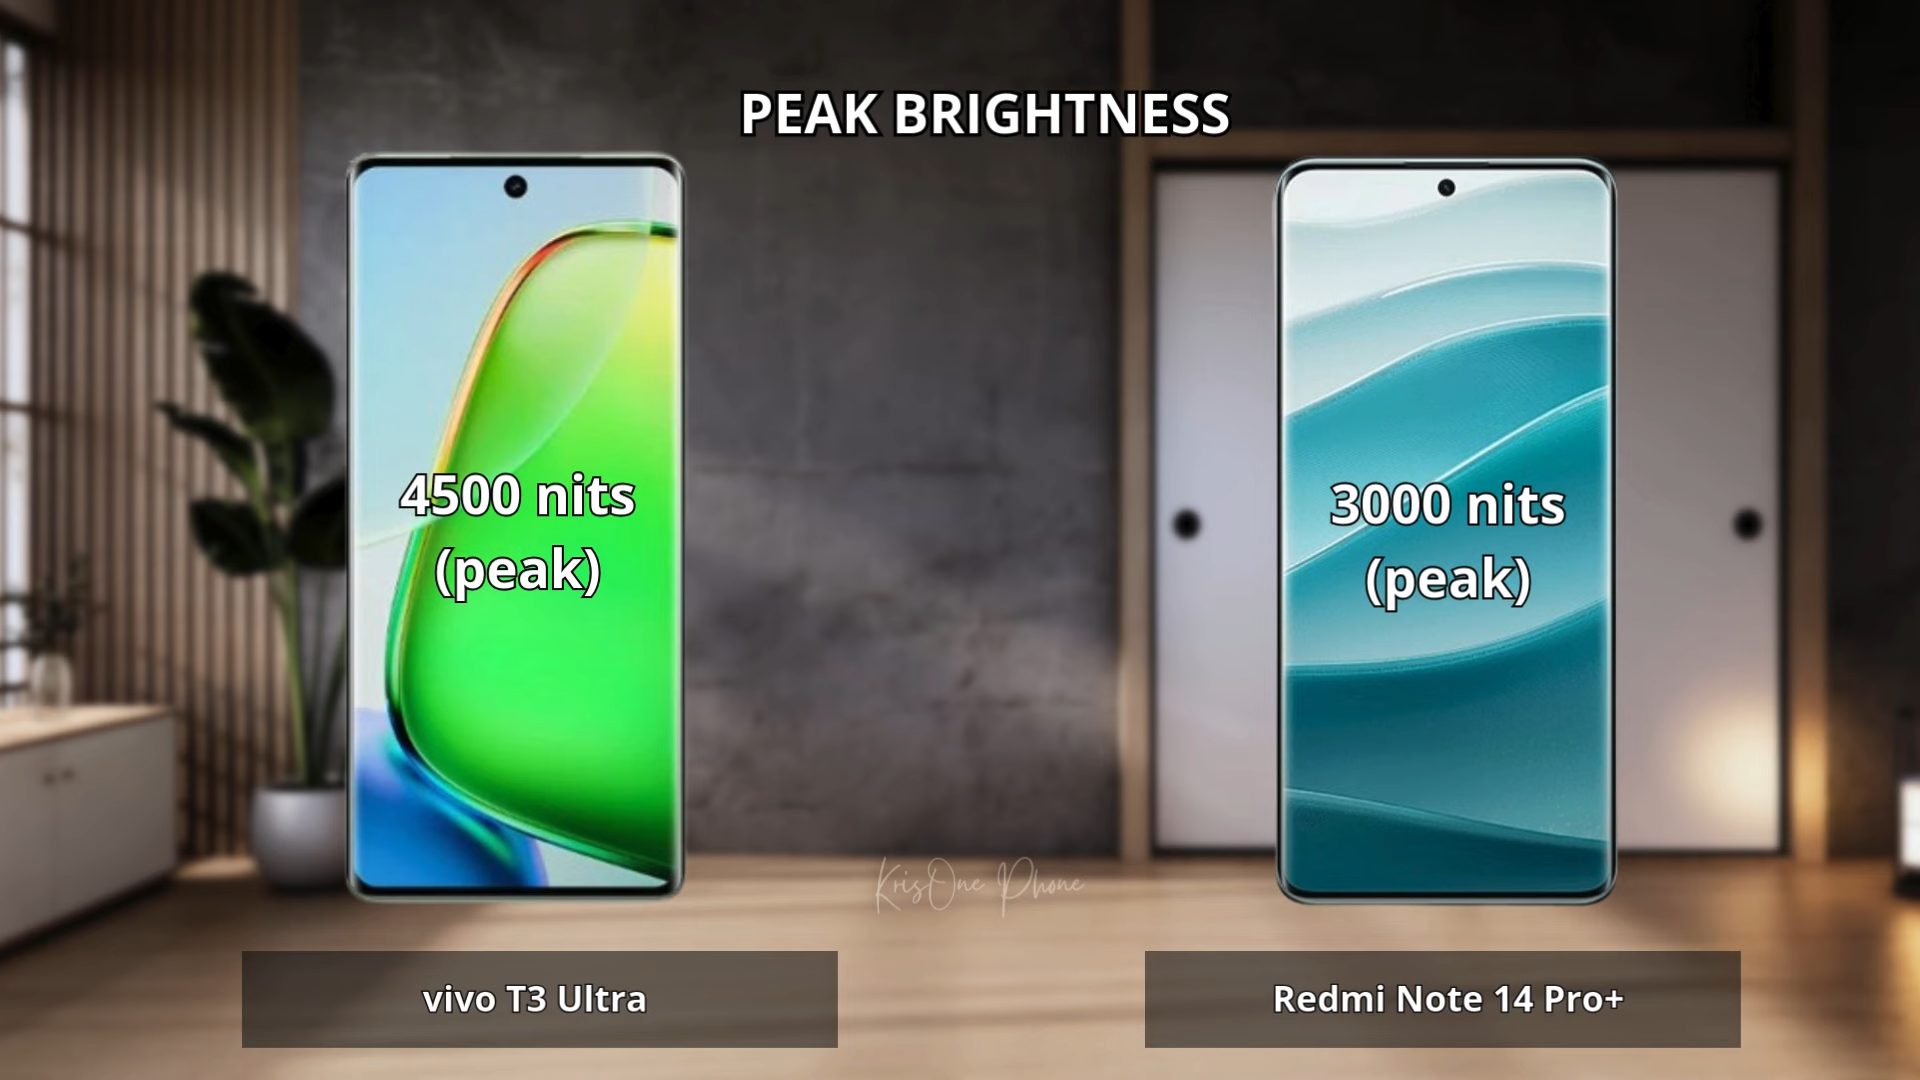 PEAK BRIGHTNESS
4500 nits
(peak)
3000 nits
(peak)
KrisOne Phone
vivo T3 Ultra
Redmi Note 14 Pro+